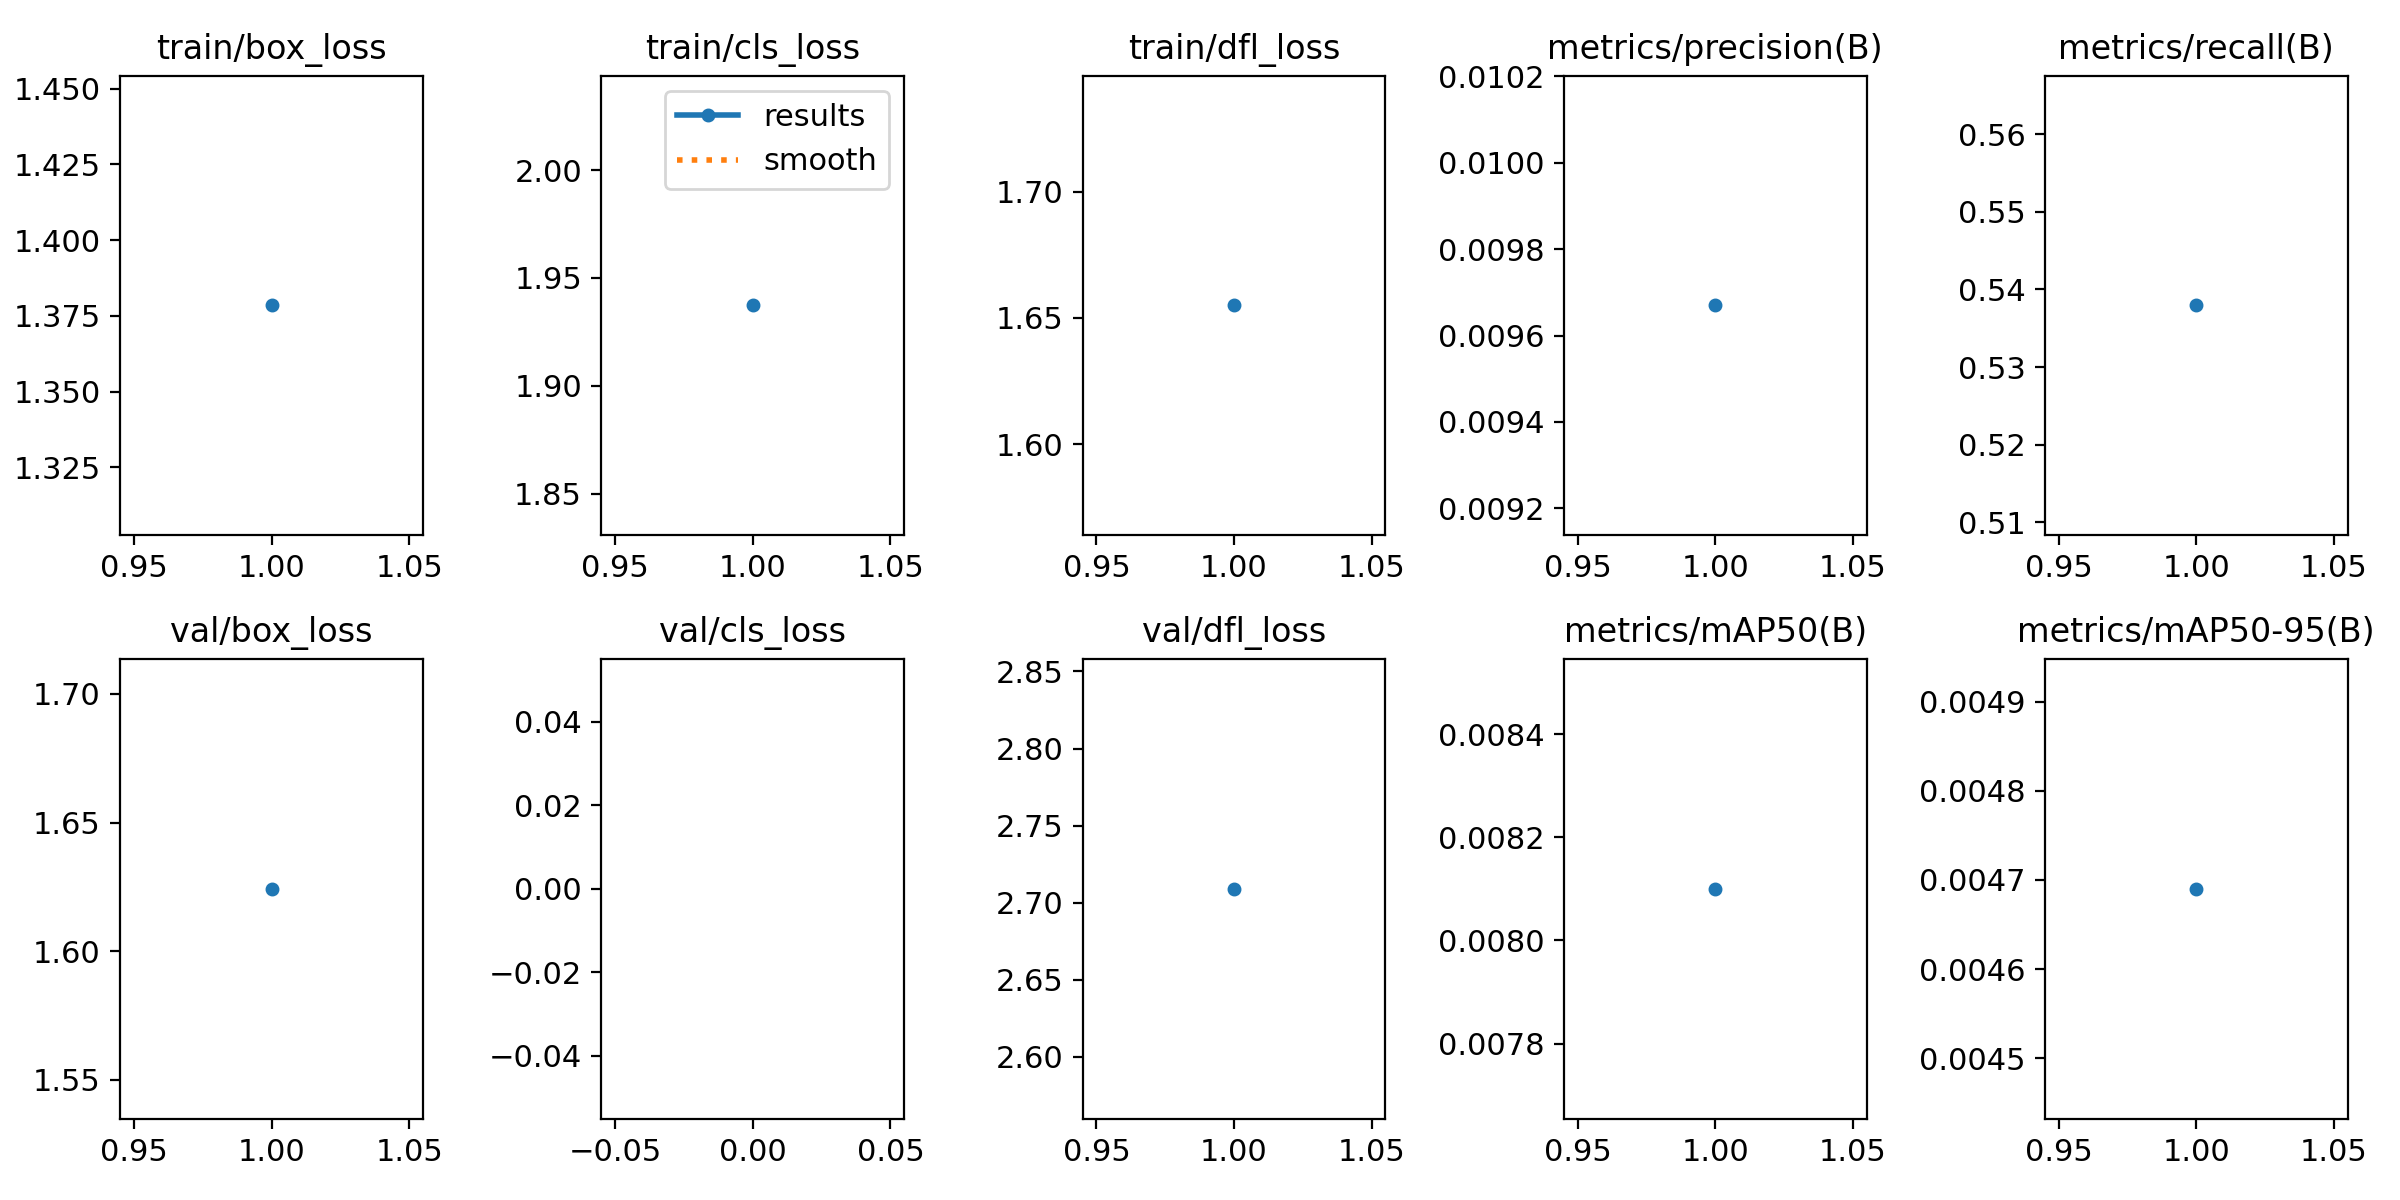 train/box_loss
1.450
1.425
1.400
1.375
1.350
1.325
0.95 1.00 1.05
train/cls_loss
results
smooth
2.00
1.95
1.90
1.85
0.95 1.00 1.05
train/dfl_loss
1.70
1.65
1.60
0.95 1.00 1.05
metrics/precision(B)
0.0102
0.0100
0.0098
0.0096
0.0094
0.0092
0.95 1.00 1.05
metrics/recall(B)
0.56
0.55
0.54
0.53
0.52
0.51
0.95 1.00 1.05
val/box_loss
1.70
1.65
1.60
1.55
0.95 1.00 1.05
val/cls_loss
0.04
0.02
0.00
−0.02
−0.04
−0.05 0.00 0.05
val/dfl_loss
2.85
2.80
2.75
2.70
2.65
2.60
0.95 1.00 1.05
metrics/mAP50(B)
0.0084
0.0082
0.0080
0.0078
0.95 1.00 1.05
metrics/mAP50-95(B)
0.0049
0.0048
0.0047
0.0046
0.0045
0.95 1.00 1.05